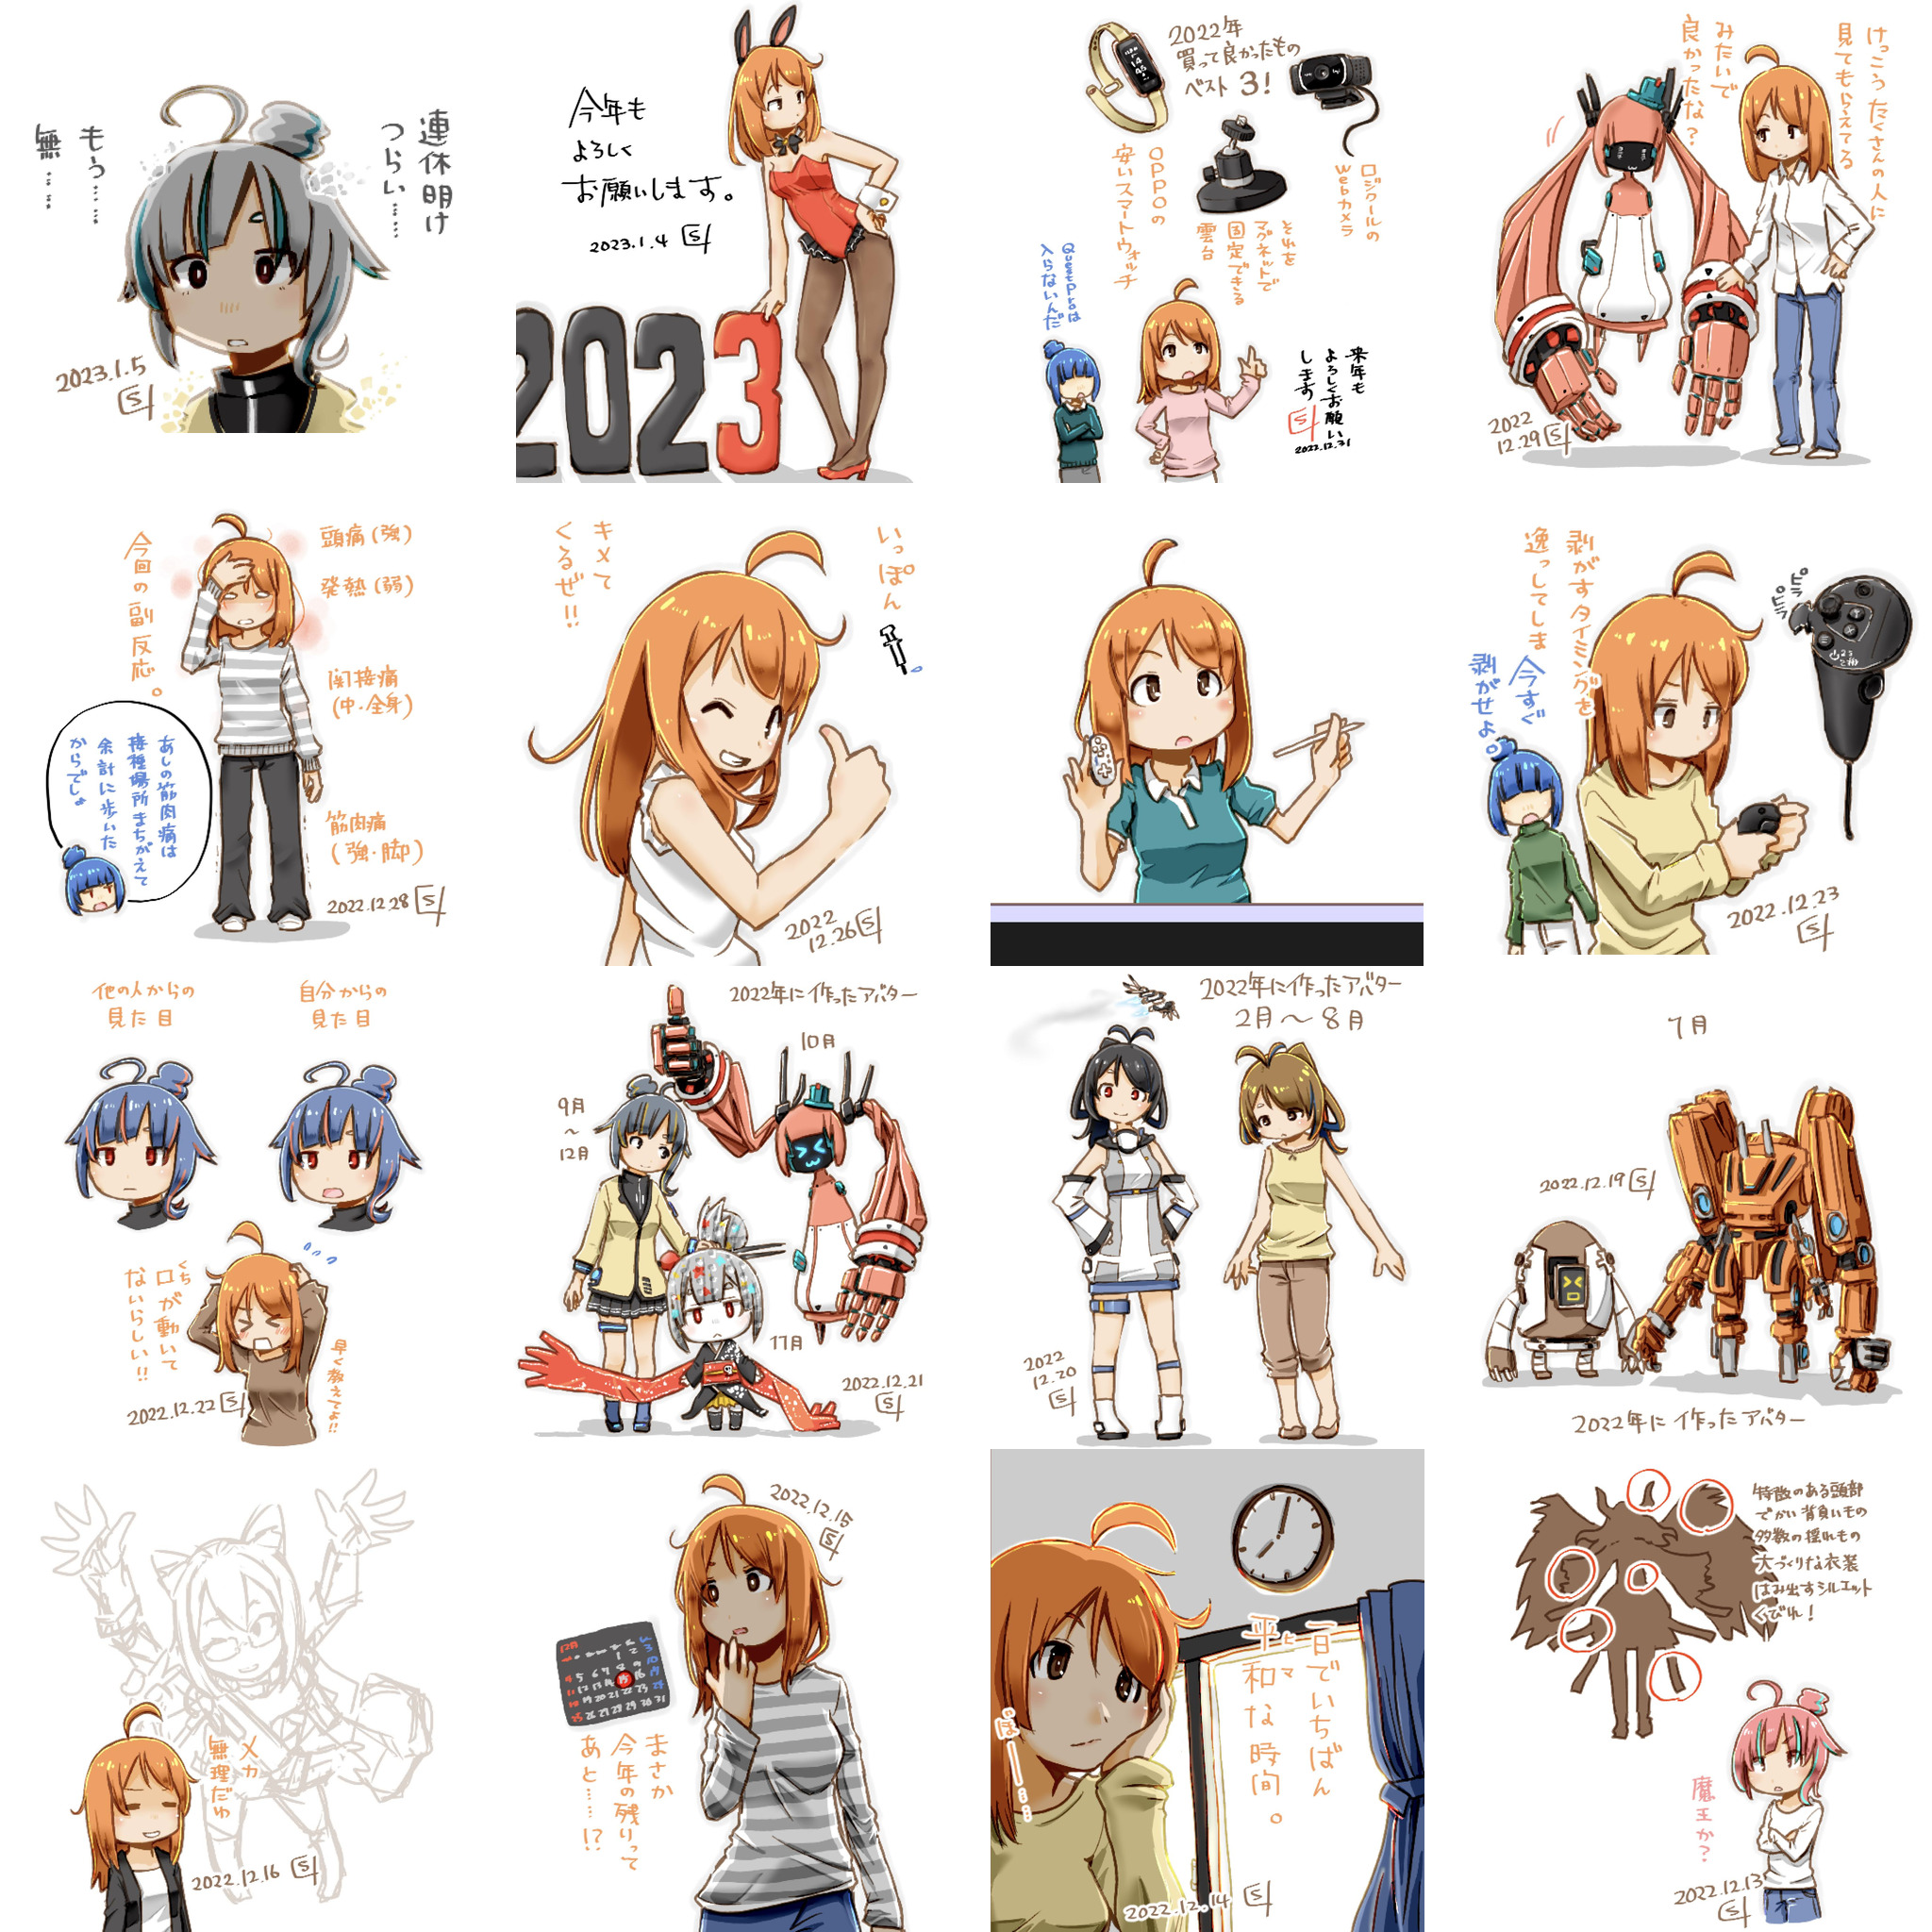 連休明け
つらい……
もう……
無……
2023.1.5
今年も
よろしく
お願いします。
2023.1.4
2023
2022年
買って良かったもの
ベスト3!
OPPOの
安いスマートウォッチ
それを
マグネットで
固定できる
雲台
ロジクールの
Webカメラ
QuestProは
入らないんだ
来年も
よろしくお願い
します
2022.12.31
けっこうたくさんの人に
見てもらえてる
みたいで
良かったな?
2022
12.29
今回の副反応。
頭痛(強)
発熱(弱)
関接痛
(中・全身)
筋肉痛
(強・脚)
あしの筋肉痛は
接種場所まちがえて
余計に歩いた
からでしょ
2022.12.28
いっぽん
キメて
くるぜ!!
2022
12.26
剥がすタイミングを
逸っしてしま
今すぐ
剥がせよ。
ピラ
ピラ
2022.12.23
他の人からの
見た目
自分からの
見た目
くち
口が動いて
ないらしい!!
早く教えてよ!!
2022.12.22
2022年に作ったアバター
10月
9月
〜
12月
11月
2022.12.21
2022年に作ったアバター
2月〜8月
2022
12.20
7月
2022.12.19
2022年に作ったアバター
メカ
無理だわ
2022.12.16
2022.12.15
12月
まさか
今年の残りって
あと……!?
一日でいちばん
平和な時間。
ヒマ
ぼ——……
2022.12.14
特徴のある頭部
でかい背負いもの
多数の揺れもの
大づくりな衣装
はみ出すシルエット
くびれ!
魔王か?
2022.12.13